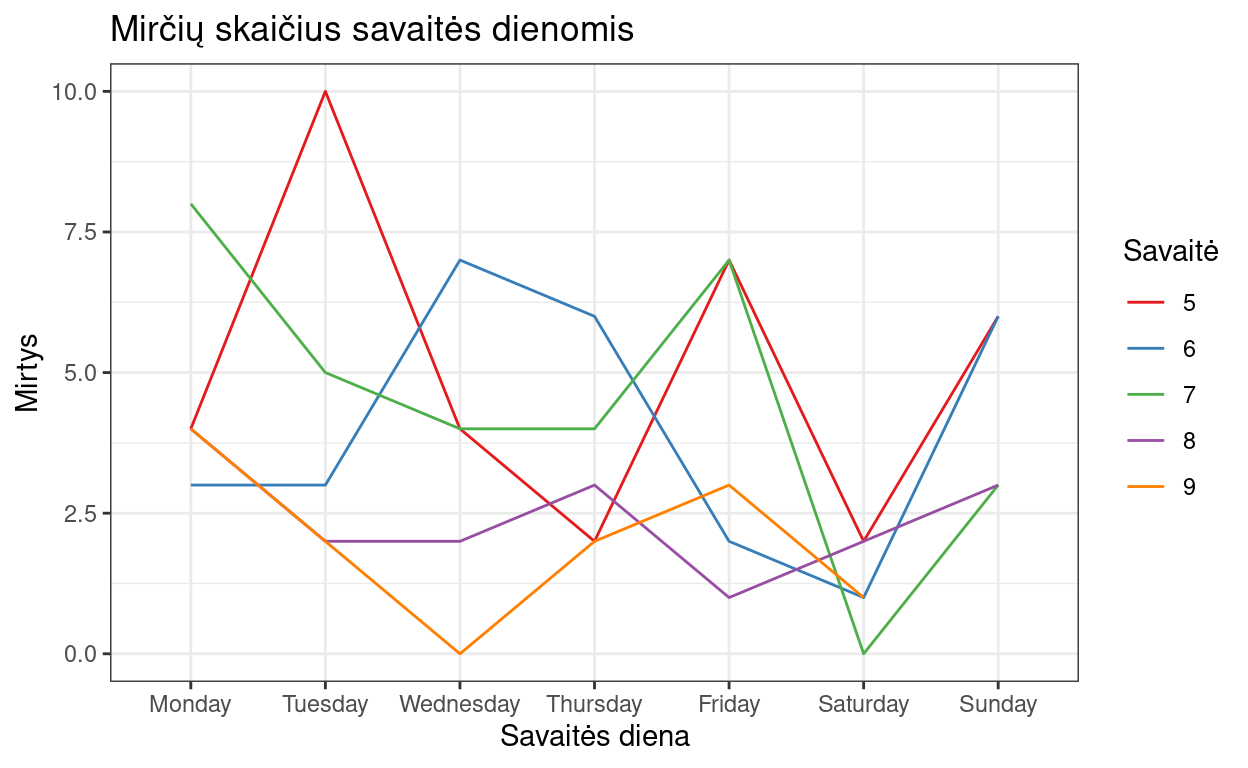 Mirčių skaičius savaitės dienomis
10.0
7.5
5.0
2.5
0.0
Mirtys
Monday Tuesday Wednesday Thursday Friday Saturday Sunday
Savaitės diena
Savaitė
5
6
7
8
9